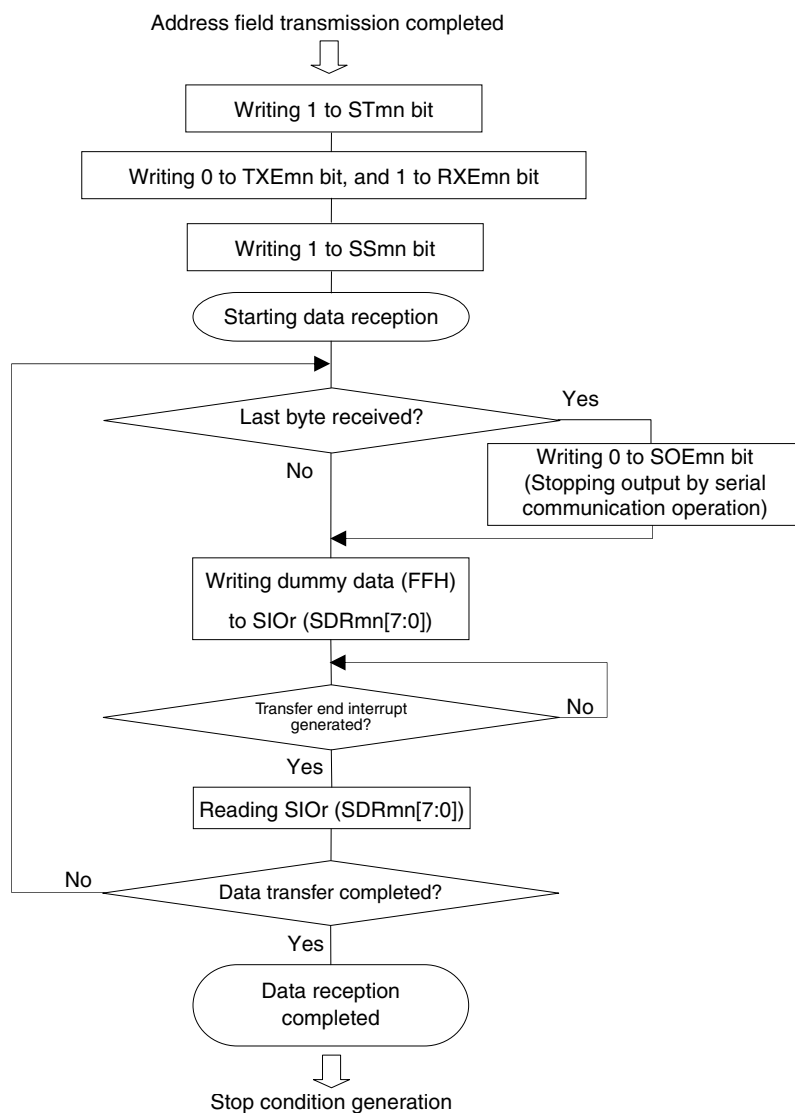 Address field transmission completed
Writing 1 to STmn bit
Writing 0 to TXEmn bit, and 1 to RXEmn bit
Writing 1 to SSmn bit
Starting data reception
Last byte received?
Yes
No
Writing 0 to SOEmn bit
(Stopping output by serial
communication operation)
Writing dummy data (FFH)
to SIOr (SDRmn[7:0])
Transfer end interrupt
generated?
No
Yes
Reading SIOr (SDRmn[7:0])
No
Data transfer completed?
Yes
Data reception
completed
Stop condition generation